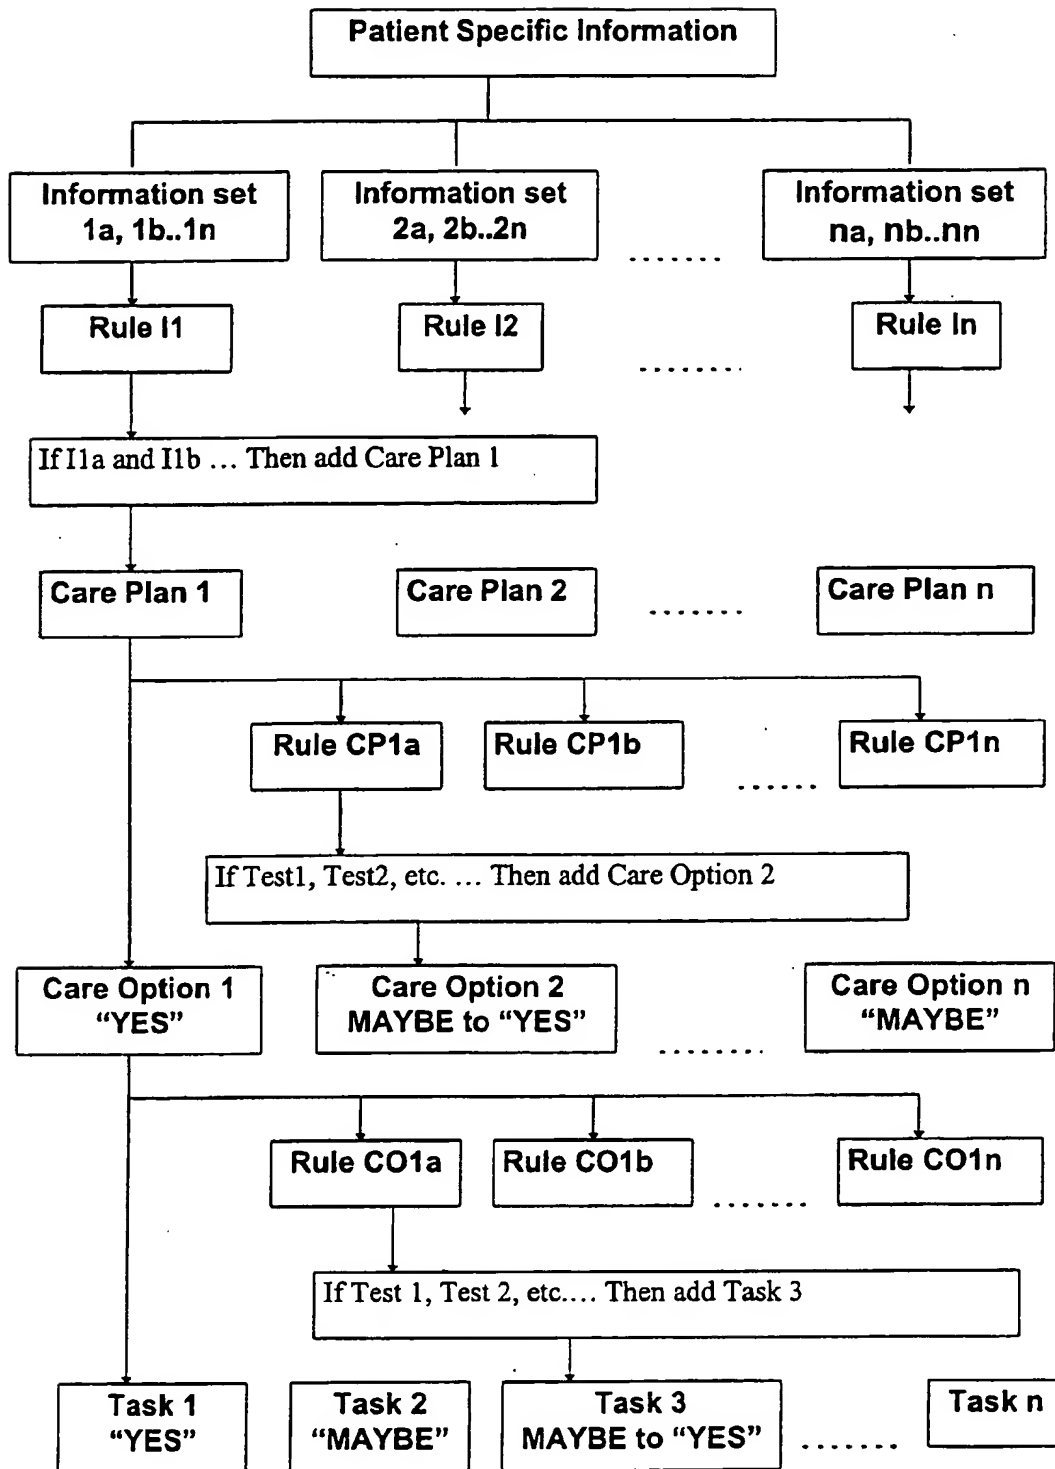 Patient Specific Information
Information set
1a, 1b..1n
Information set
2a, 2b..2n
Information set
na, nb..nn
........
Rule I1
Rule I2
Rule In
.........
If I1a and I1b ... Then add Care Plan 1
Care Plan 1
Care Plan 2
.......
Care Plan n
Rule CP1a
Rule CP1b
Rule CP1n
.......
If Test1, Test2, etc. ... Then add Care Option 2
Care Option 1
“YES”
Care Option 2
MAYBE to “YES”
Care Option n
“MAYBE”
.........
Rule CO1a
Rule CO1b
Rule CO1n
........
If Test 1, Test 2, etc.... Then add Task 3
Task 1
“YES”
Task 2
“MAYBE”
Task 3
MAYBE to “YES”
........
Task n